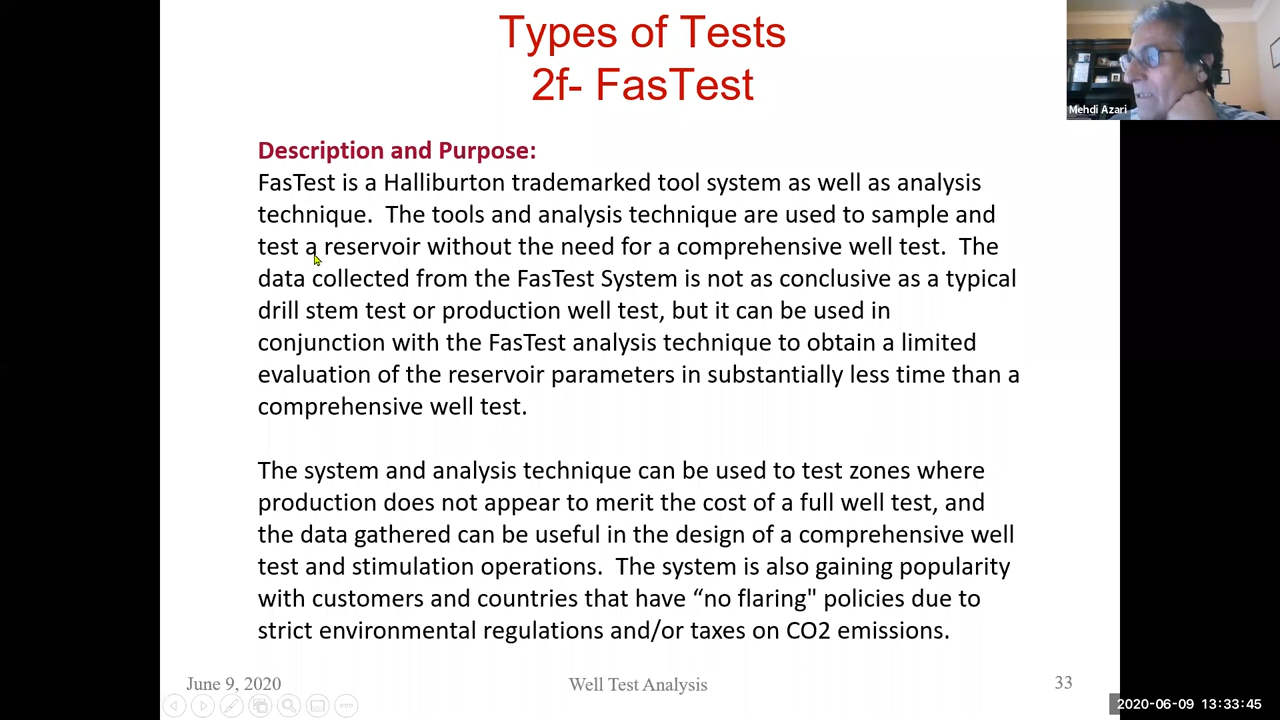 Types of Tests
2f- FasTest
Mehdi Azari
Description and Purpose:
FasTest is a Halliburton trademarked tool system as well as analysis
technique.  The tools and analysis technique are used to sample and
test a reservoir without the need for a comprehensive well test.  The
data collected from the FasTest System is not as conclusive as a typical
drill stem test or production well test, but it can be used in
conjunction with the FasTest analysis technique to obtain a limited
evaluation of the reservoir parameters in substantially less time than a
comprehensive well test.
The system and analysis technique can be used to test zones where
production does not appear to merit the cost of a full well test, and
the data gathered can be useful in the design of a comprehensive well
test and stimulation operations.  The system is also gaining popularity
with customers and countries that have “no flaring" policies due to
strict environmental regulations and/or taxes on CO2 emissions.
June 9, 2020
Well Test Analysis
33
2020-06-09 13:33:45